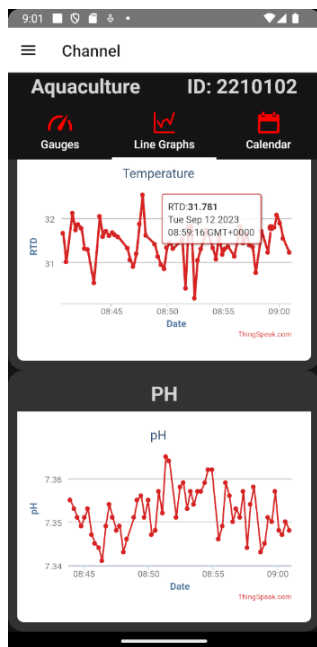 9:01
Channel
Aquaculture ID: 2210102
Gauges Line Graphs Calendar
Temperature
RTD:31.781
Tue Sep 12 2023
08:59:16 GMT+0000
32
31
RTD
08:45 08:50 08:55 09:00
Date
ThingSpeak.com
PH
pH
7.36
7.35
7.34
pH
08:45 08:50 08:55 09:00
Date
ThingSpeak.com